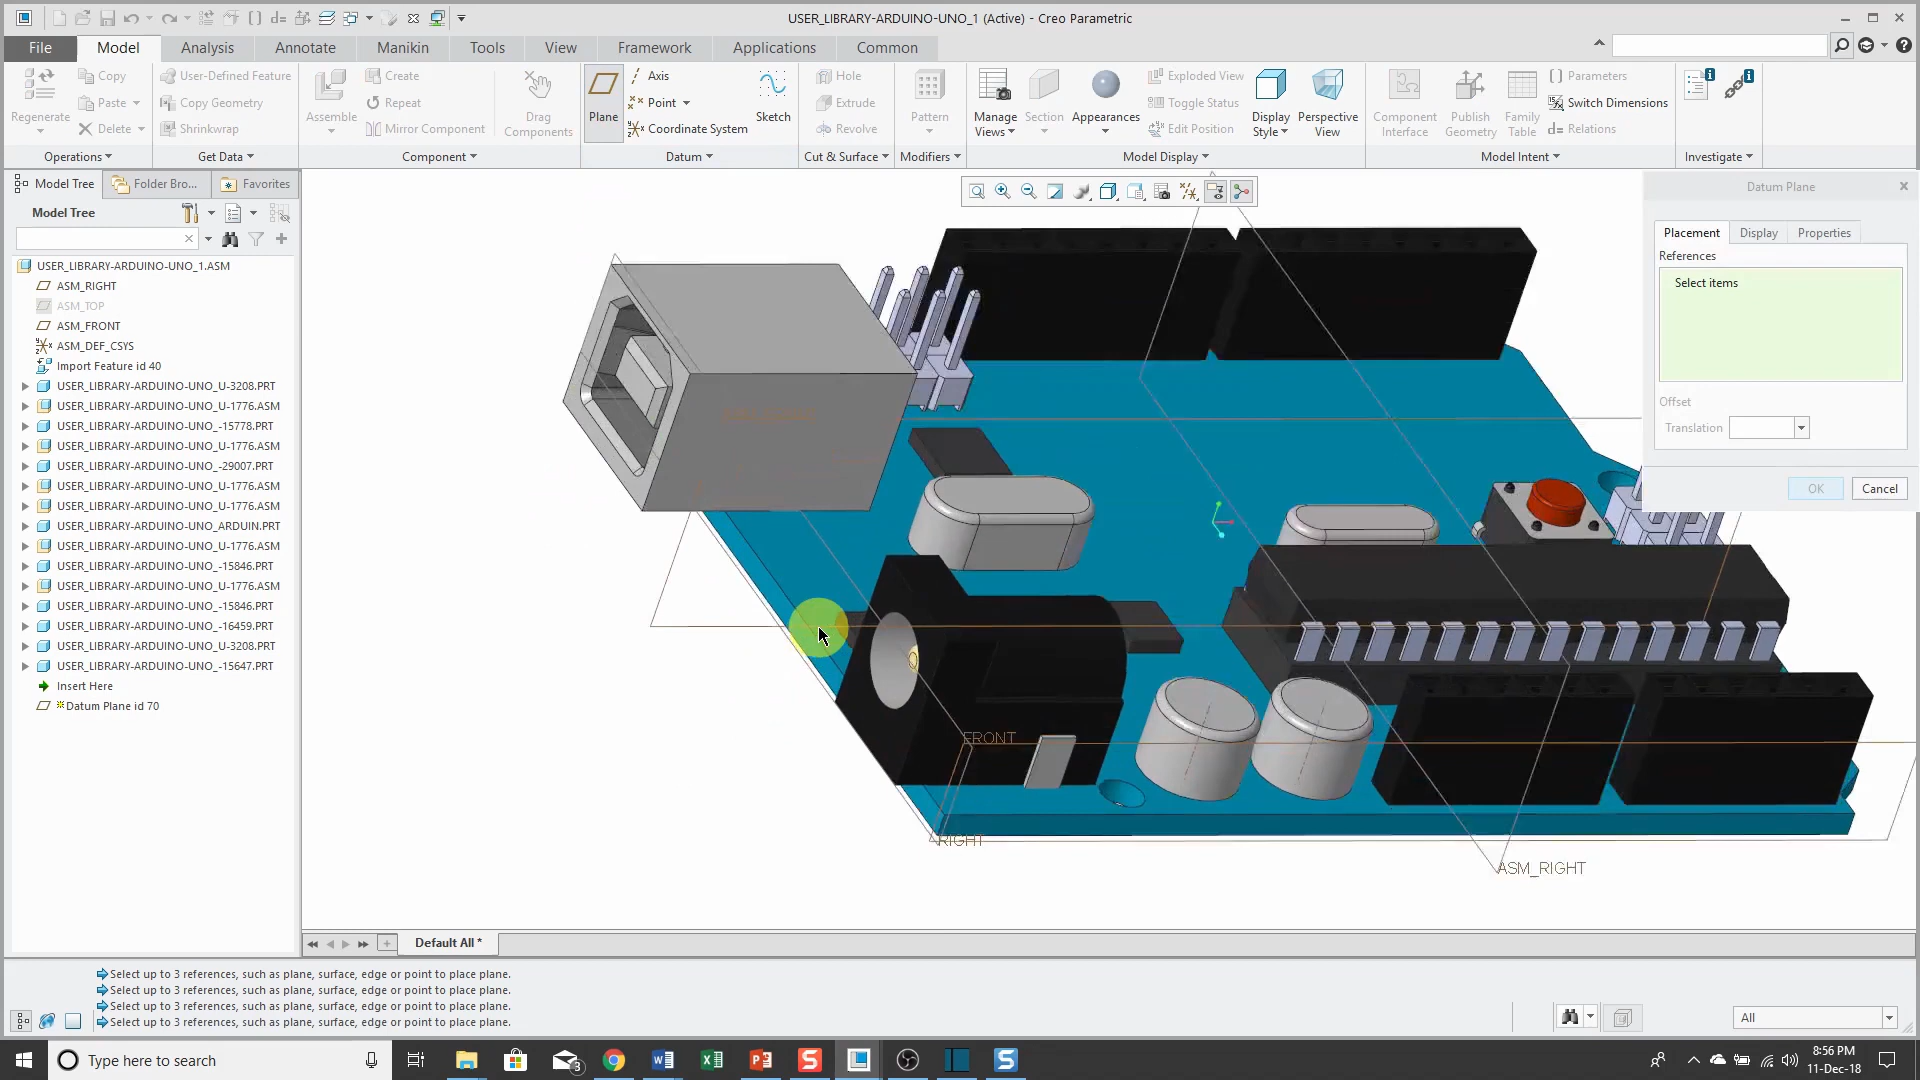 USER_LIBRARY-ARDUINO-UNO_1 (Active) - Creo Parametric
File
Model
Analysis
Annotate
Manikin
Tools
View
Framework
Applications
Common
Regenerate
Copy
Paste
Delete
Operations
User-Defined Feature
Copy Geometry
Shrinkwrap
Get Data
Assemble
Create
Repeat
Mirror Component
Drag
Components
Component
Plane
Axis
Point
Coordinate System
Sketch
Datum
Hole
Extrude
Revolve
Cut & Surface
Pattern
Modifiers
Manage
Views
Section
Appearances
Exploded View
Toggle Status
Edit Position
Display
Style
Perspective
View
Model Display
Component
Interface
Publish
Geometry
Family
Table
Parameters
Switch Dimensions
Relations
Model Intent
Investigate
Model Tree
Folder Bro...
Favorites
Model Tree
USER_LIBRARY-ARDUINO-UNO_1.ASM
ASM_RIGHT
ASM_TOP
ASM_FRONT
ASM_DEF_CSYS
Import Feature id 40
USER_LIBRARY-ARDUINO-UNO_U-3208.PRT
USER_LIBRARY-ARDUINO-UNO_U-1776.ASM
USER_LIBRARY-ARDUINO-UNO_-15778.PRT
USER_LIBRARY-ARDUINO-UNO_U-1776.ASM
USER_LIBRARY-ARDUINO-UNO_-29007.PRT
USER_LIBRARY-ARDUINO-UNO_U-1776.ASM
USER_LIBRARY-ARDUINO-UNO_U-1776.ASM
USER_LIBRARY-ARDUINO-UNO_ARDUIN.PRT
USER_LIBRARY-ARDUINO-UNO_U-1776.ASM
USER_LIBRARY-ARDUINO-UNO_-15846.PRT
USER_LIBRARY-ARDUINO-UNO_U-1776.ASM
USER_LIBRARY-ARDUINO-UNO_-15846.PRT
USER_LIBRARY-ARDUINO-UNO_-16459.PRT
USER_LIBRARY-ARDUINO-UNO_U-3208.PRT
USER_LIBRARY-ARDUINO-UNO_-15647.PRT
Insert Here
Datum Plane id 70
FRONT
RIGHT
ASM_RIGHT
Datum Plane
Placement
Display
Properties
References
Select items
Offset
Translation
OK
Cancel
Default All *
Select up to 3 references, such as plane, surface, edge or point to place plane.
Select up to 3 references, such as plane, surface, edge or point to place plane.
Select up to 3 references, such as plane, surface, edge or point to place plane.
Select up to 3 references, such as plane, surface, edge or point to place plane.
All
Type here to search
3
8:56 PM
11-Dec-18